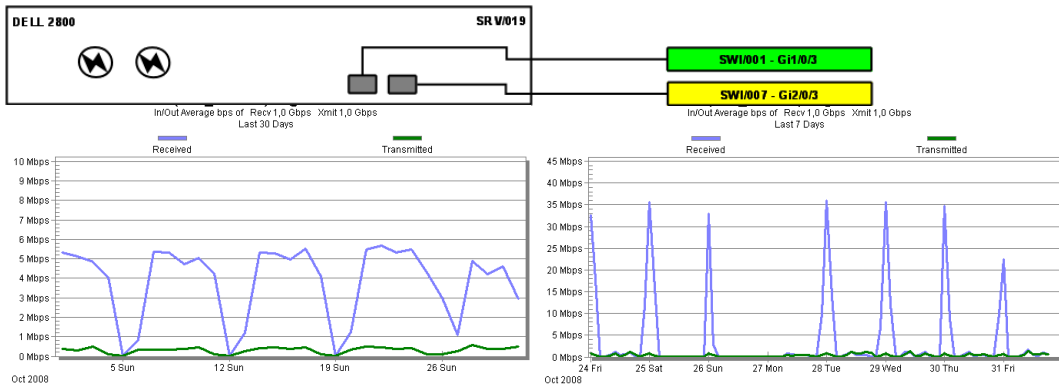 DELL 2800
SRV/019
SWI/001 - Gi1/0/3
SWI/007 - Gi2/0/3
In/Out Average bps of Recv 1,0 Gbps Xmit 1,0 Gbps
Last 30 Days
Received
Transmitted
10 Mbps
9 Mbps
8 Mbps
7 Mbps
6 Mbps
5 Mbps
4 Mbps
3 Mbps
2 Mbps
1 Mbps
0 Mbps
5 Sun
12 Sun
19 Sun
26 Sun
Oct 2008
In/Out Average bps of Recv 1,0 Gbps Xmit 1,0 Gbps
Last 7 Days
Received
Transmitted
45 Mbps
40 Mbps
35 Mbps
30 Mbps
25 Mbps
20 Mbps
15 Mbps
10 Mbps
5 Mbps
0 Mbps
24 Fri
25 Sat
26 Sun
27 Mon
28 Tue
29 Wed
30 Thu
31 Fri
Oct 2008